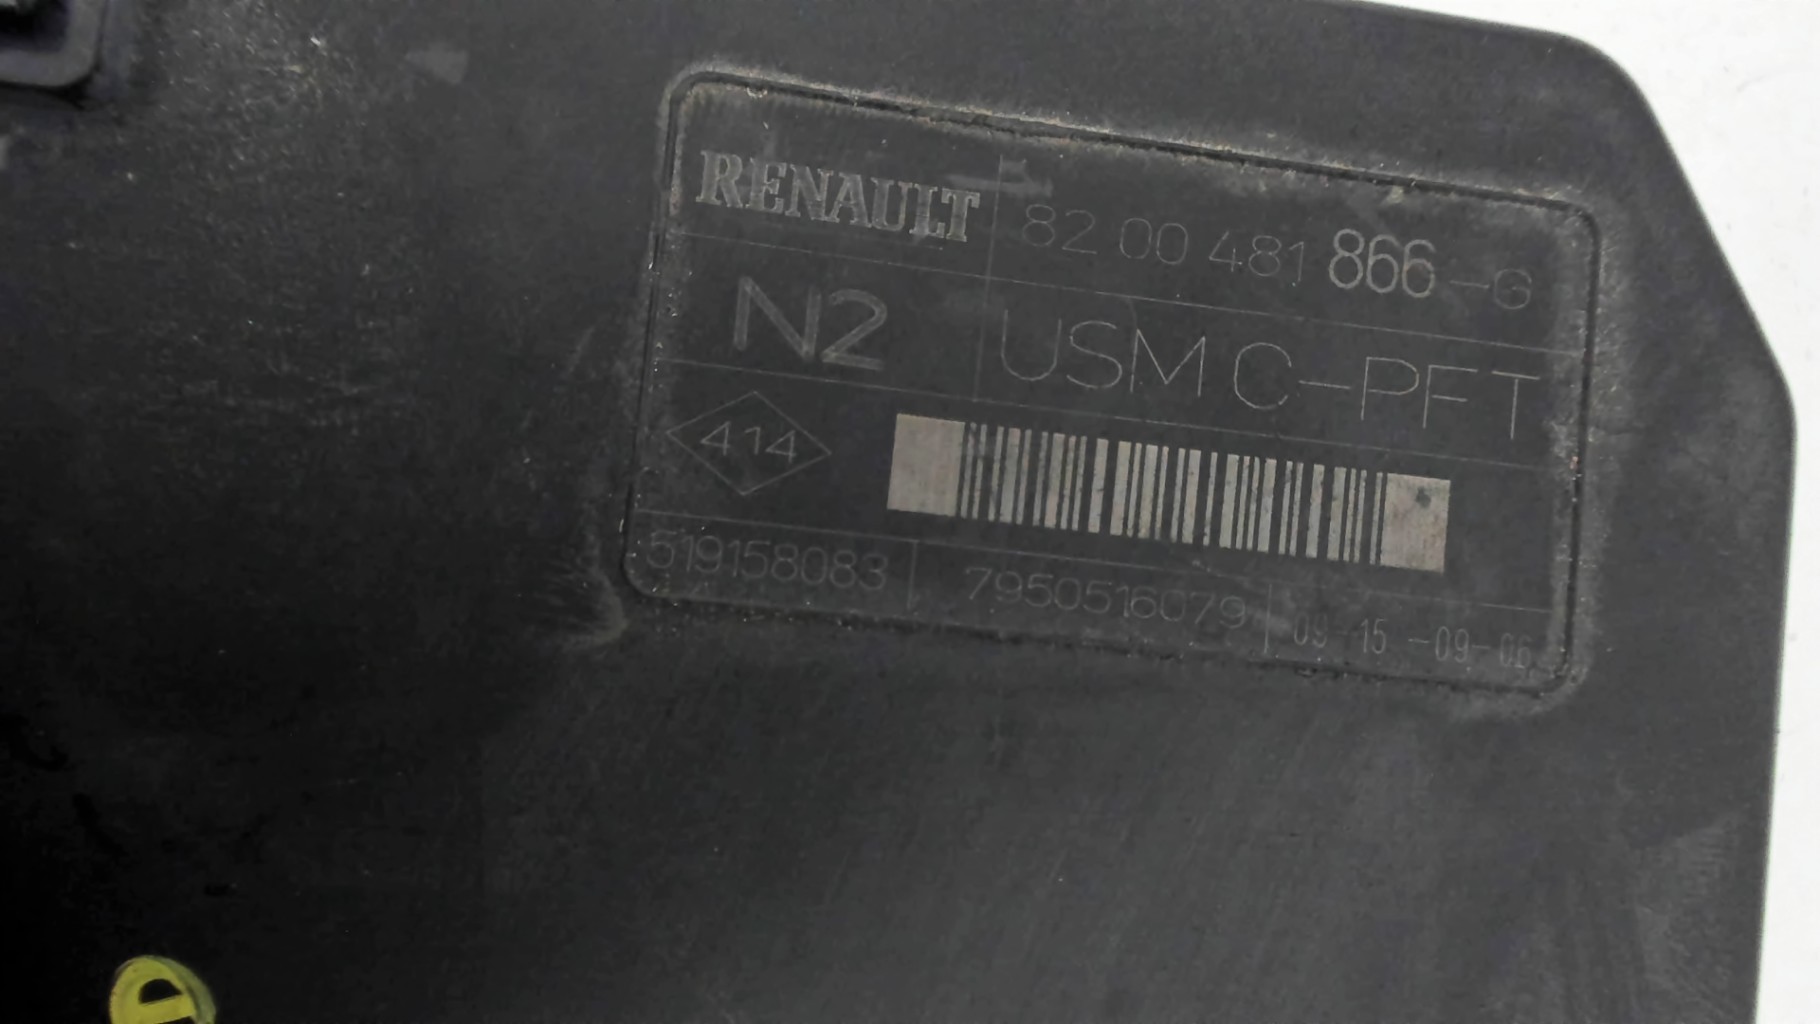 RENAULT 82 00 481 866-G
N2 USM C-PFT
414
519158083 7950516079 09-15-09-06